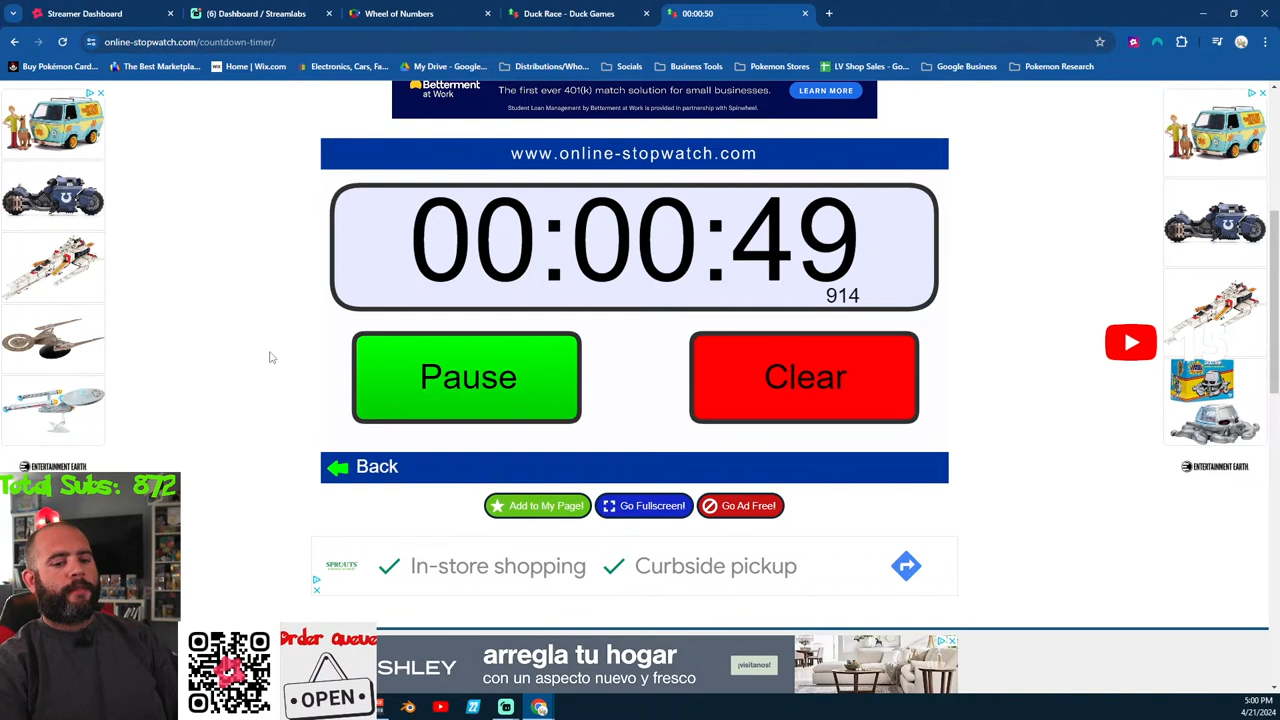 Streamer Dashboard
(6) Dashboard / Streamlabs
Wheel of Numbers
Duck Race - Duck Games
00:00:50
online-stopwatch.com/countdown-timer/
Buy Pokémon Card...
The Best Marketpla...
Home | Wix.com
Electronics, Cars, Fa...
My Drive - Google...
Distributions/Who...
Socials
Business Tools
Pokemon Stores
LV Shop Sales - Go...
Google Business
Pokemon Research
Betterment
at Work
The first ever 401(k) match solution for small businesses.
LEARN MORE
Student Loan Management by Betterment at Work is provided in partnership with Spinwheel.
www.online-stopwatch.com
00:00:49
914
Pause
Clear
15
Back
ENTERTAINMENT EARTH
ENTERTAINMENT EARTH
Total Subs: 872
Add to My Page!
Go Fullscreen!
Go Ad Free!
SPROUTS
In-store shopping
Curbside pickup
Order Queue
OPEN
SHLEY
arregla tu hogar
con un aspecto nuevo y fresco
¡visítanos!
5:00 PM
4/21/2024